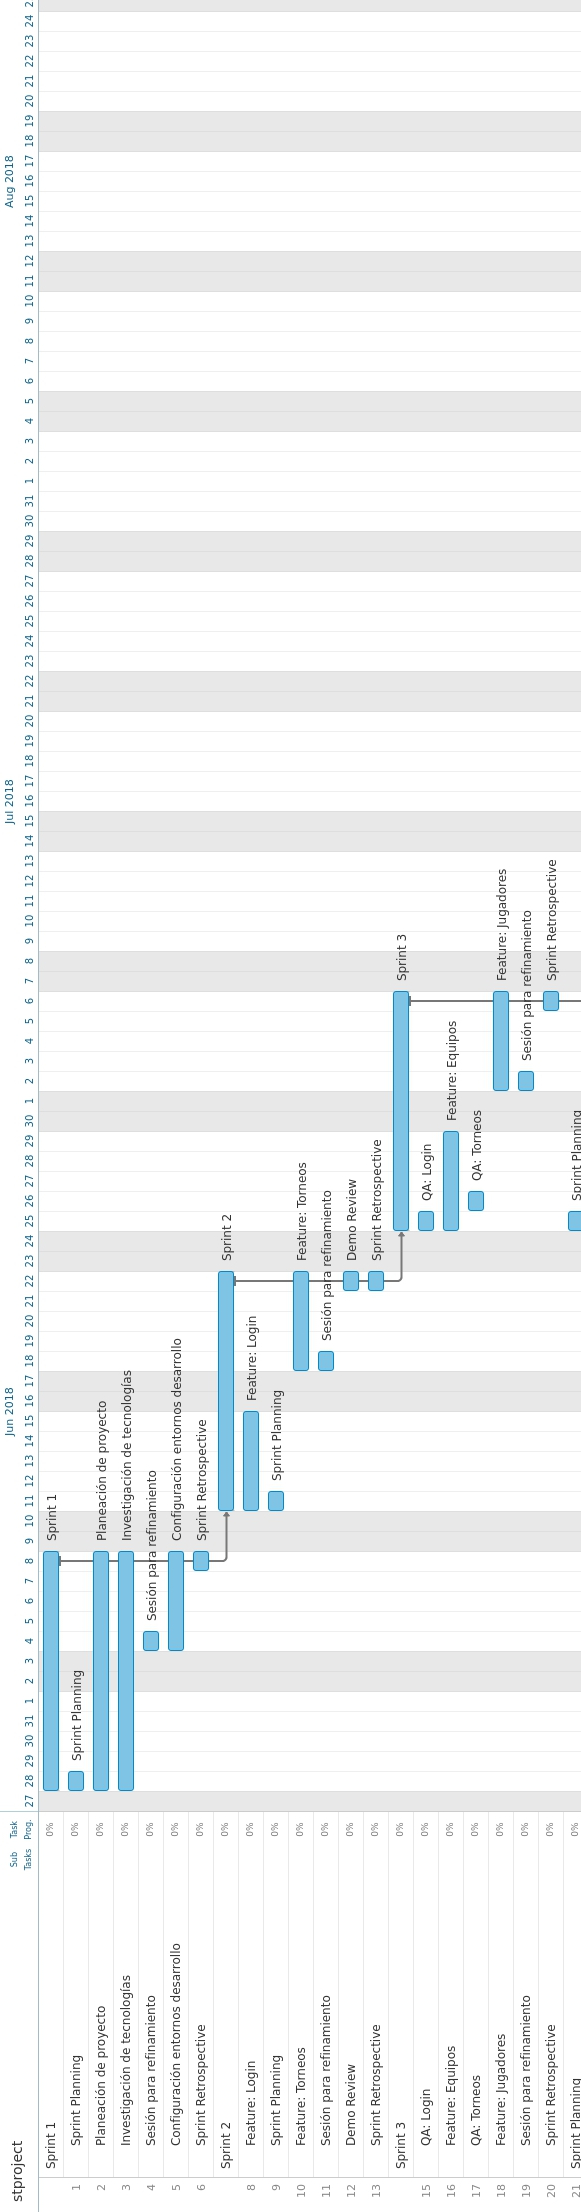 stproject
Sub Task Jun 2018 Jul 2018 Aug 2018
Tasks Prog. 27 28 29 30 31 1 2 3 4 5 6 7 8 9 10 11 12 13 14 15 16 17 18 19 20 21 22 23 24 25 26 27 28 29 30 1 2 3 4 5 6 7 8 9 10 11 12 13 14 15 16 17 18 19 20 21 22 23 24 25 26 27 28 29 30 31 1 2 3 4 5 6 7 8 9 10 11 12 13 14 15 16 17 18 19 20 21 22 23 24 2
Sprint 1 0% Sprint 1
1 Sprint Planning 0% Sprint Planning
2 Planeación de proyecto 0% Planeación de proyecto
3 Investigación de tecnologías 0% Investigación de tecnologías
4 Sesión para refinamiento 0% Sesión para refinamiento
5 Configuración entornos desarrollo 0% Configuración entornos desarrollo
6 Sprint Retrospective 0% Sprint Retrospective
Sprint 2 0% Sprint 2
8 Feature: Login 0% Feature: Login
9 Sprint Planning 0% Sprint Planning
10 Feature: Torneos 0% Feature: Torneos
11 Sesión para refinamiento 0% Sesión para refinamiento
12 Demo Review 0% Demo Review
13 Sprint Retrospective 0% Sprint Retrospective
Sprint 3 0% Sprint 3
15 QA: Login 0% QA: Login
16 Feature: Equipos 0% Feature: Equipos
17 QA: Torneos 0% QA: Torneos
18 Feature: Jugadores 0% Feature: Jugadores
19 Sesión para refinamiento 0% Sesión para refinamiento
20 Sprint Retrospective 0% Sprint Retrospective
21 Sprint Planning 0% Sprint Planning